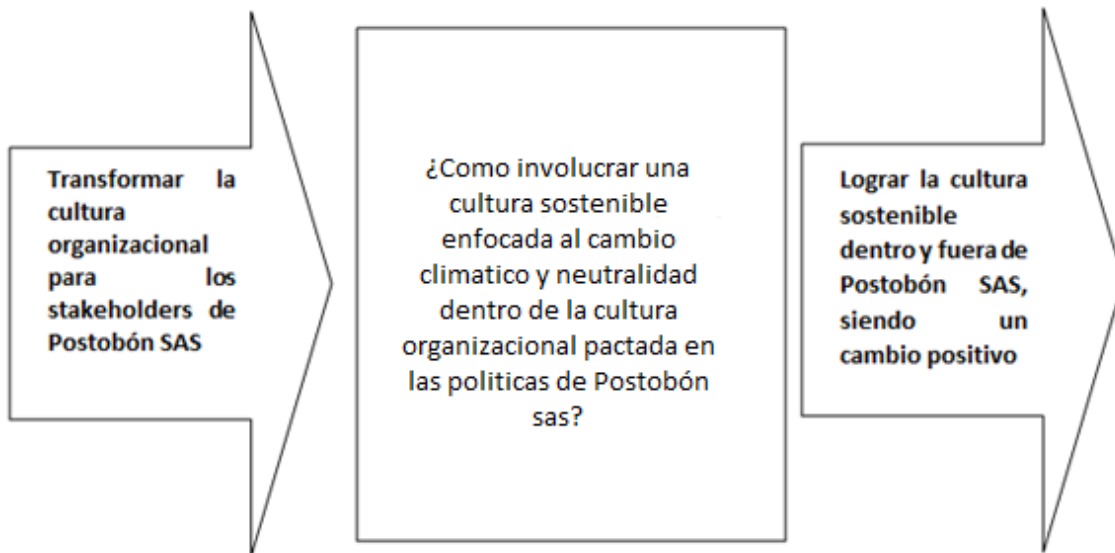 Transformar la
cultura
organizacional
para los
stakeholders de
Postobón SAS
¿Como involucrar una
cultura sostenible
enfocada al cambio
climatico y neutralidad
dentro de la cultura
organizacional pactada en
las politicas de Postobón
sas?
Lograr la cultura
sostenible
dentro y fuera de
Postobón SAS,
siendo un
cambio positivo